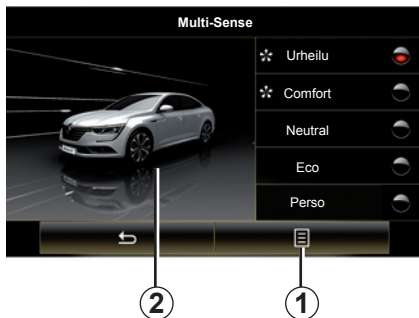 Multi-Sense
Urheilu
Comfort
Neutral
Eco
Perso
2
1